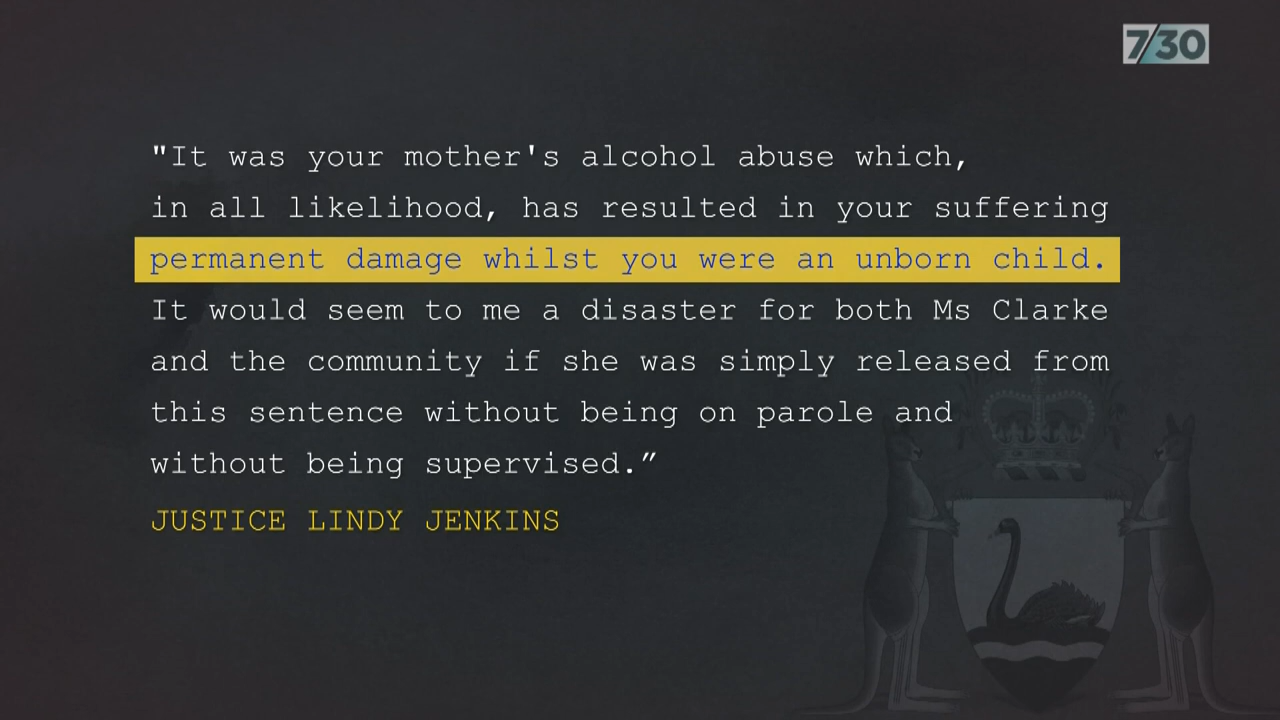 7/30
"It was your mother's alcohol abuse which,
in all likelihood, has resulted in your suffering
permanent damage whilst you were an unborn child.
It would seem to me a disaster for both Ms Clarke
and the community if she was simply released from
this sentence without being on parole and
without being supervised.”
JUSTICE LINDY JENKINS